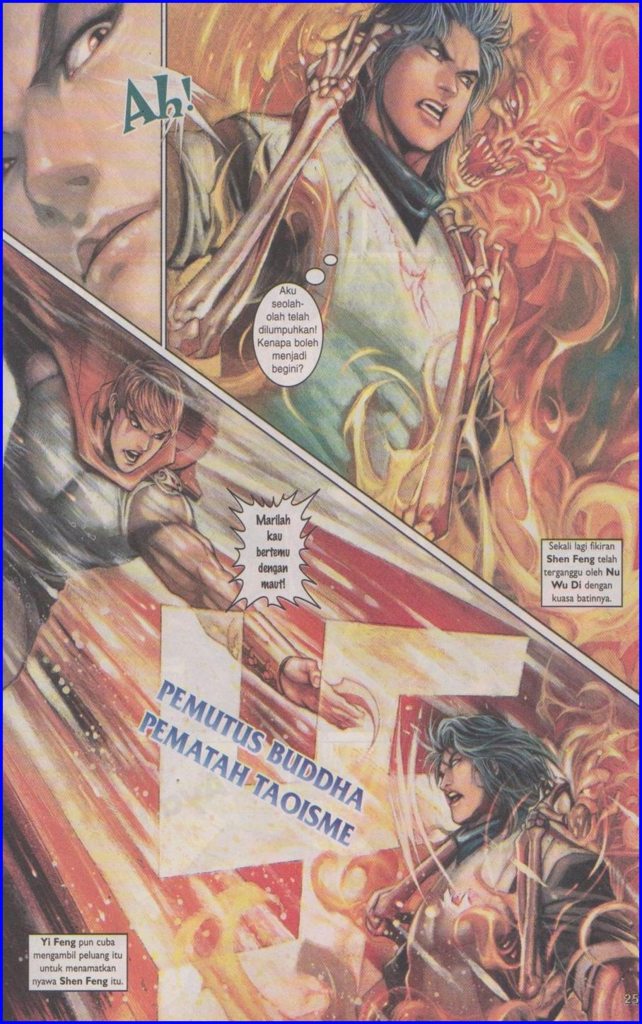 Ah!
Aku
seolah-
olah telah
dilumpuhkan!
Kenapa boleh
menjadi
begini?
Sekali lagi fikiran
Shen Feng telah
terganggu oleh Nu
Wu Di dengan
kuasa batinnya.
Marilah
kau
bertemu
dengan
maut!
PEMUTUS BUDDHA
PEMATAH TAOISME
Yi Feng pun cuba
mengambil peluang itu
untuk menamatkan
nyawa Shen Feng itu.
25